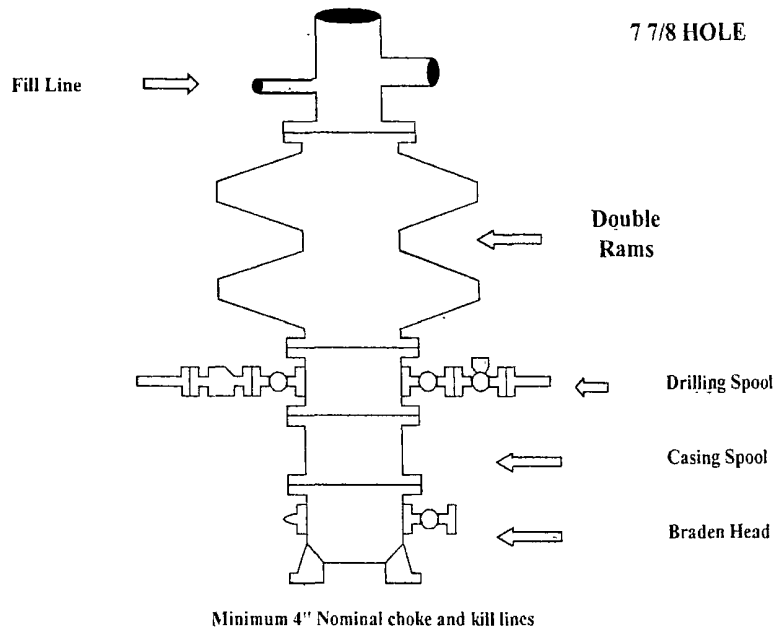 7 7/8 HOLE
Fill Line
Double
Rams
Drilling Spool
Casing Spool
Braden Head
Minimum 4" Nominal choke and kill lines